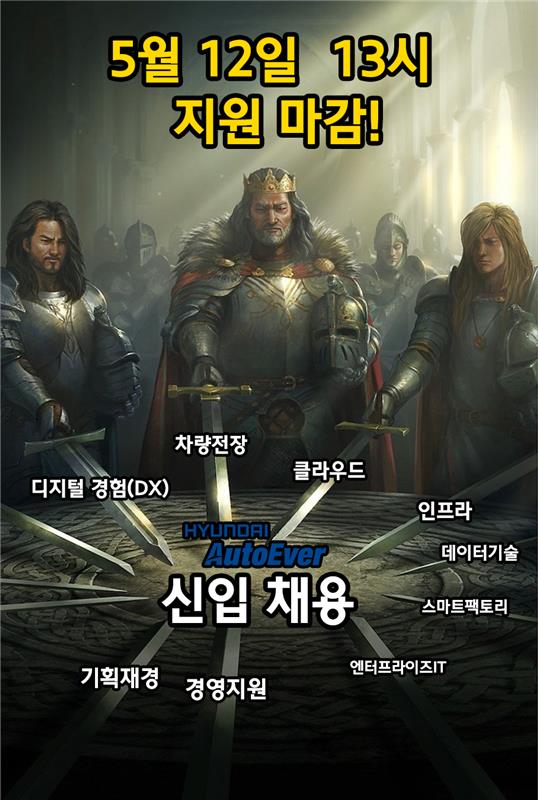 5월 12일 13시
지원 마감!
차량전장
클라우드
디지털 경험(DX)
인프라
HYUNDAI
AutoEver
데이터기술
신입 채용
스마트팩토리
엔터프라이즈IT
기획재경
경영지원